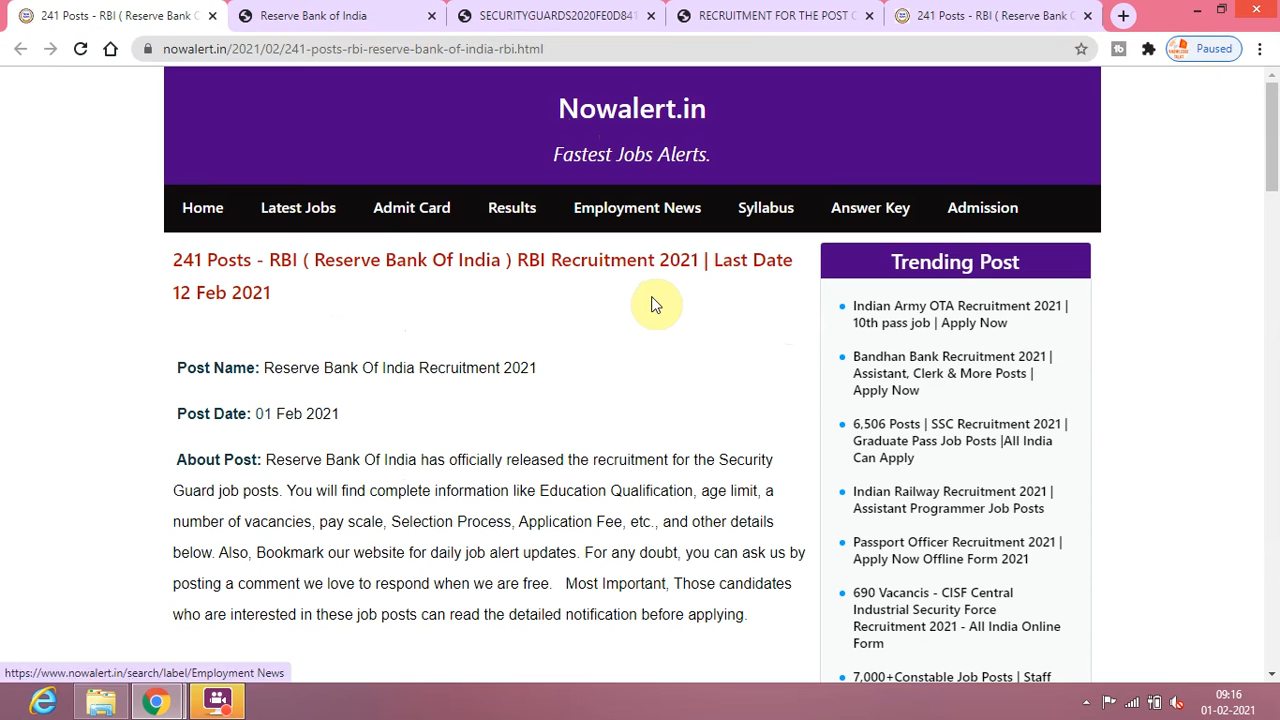 241 Posts - RBI ( Reserve Bank C
Reserve Bank of India
SECURITYGUARDS2020FE0D841
RECRUITMENT FOR THE POST O
241 Posts - RBI ( Reserve Bank C
nowalert.in/2021/02/241-posts-rbi-reserve-bank-of-india-rbi.html
Paused
Nowalert.in
Fastest Jobs Alerts.
Home Latest Jobs Admit Card Results Employment News Syllabus Answer Key Admission
241 Posts - RBI ( Reserve Bank Of India ) RBI Recruitment 2021 | Last Date
12 Feb 2021
Post Name: Reserve Bank Of India Recruitment 2021
Post Date: 01 Feb 2021
About Post: Reserve Bank Of India has officially released the recruitment for the Security
Guard job posts. You will find complete information like Education Qualification, age limit, a
number of vacancies, pay scale, Selection Process, Application Fee, etc., and other details
below. Also, Bookmark our website for daily job alert updates. For any doubt, you can ask us by
posting a comment we love to respond when we are free. Most Important, Those candidates
who are interested in these job posts can read the detailed notification before applying.
Trending Post
Indian Army OTA Recruitment 2021 |
10th pass job | Apply Now
Bandhan Bank Recruitment 2021 |
Assistant, Clerk & More Posts |
Apply Now
6,506 Posts | SSC Recruitment 2021 |
Graduate Pass Job Posts |All India
Can Apply
Indian Railway Recruitment 2021 |
Assistant Programmer Job Posts
Passport Officer Recruitment 2021 |
Apply Now Offline Form 2021
690 Vacancis - CISF Central
Industrial Security Force
Recruitment 2021 - All India Online
Form
7,000+Constable Job Posts | Staff
https://www.nowalert.in/search/label/Employment News
09:16
01-02-2021